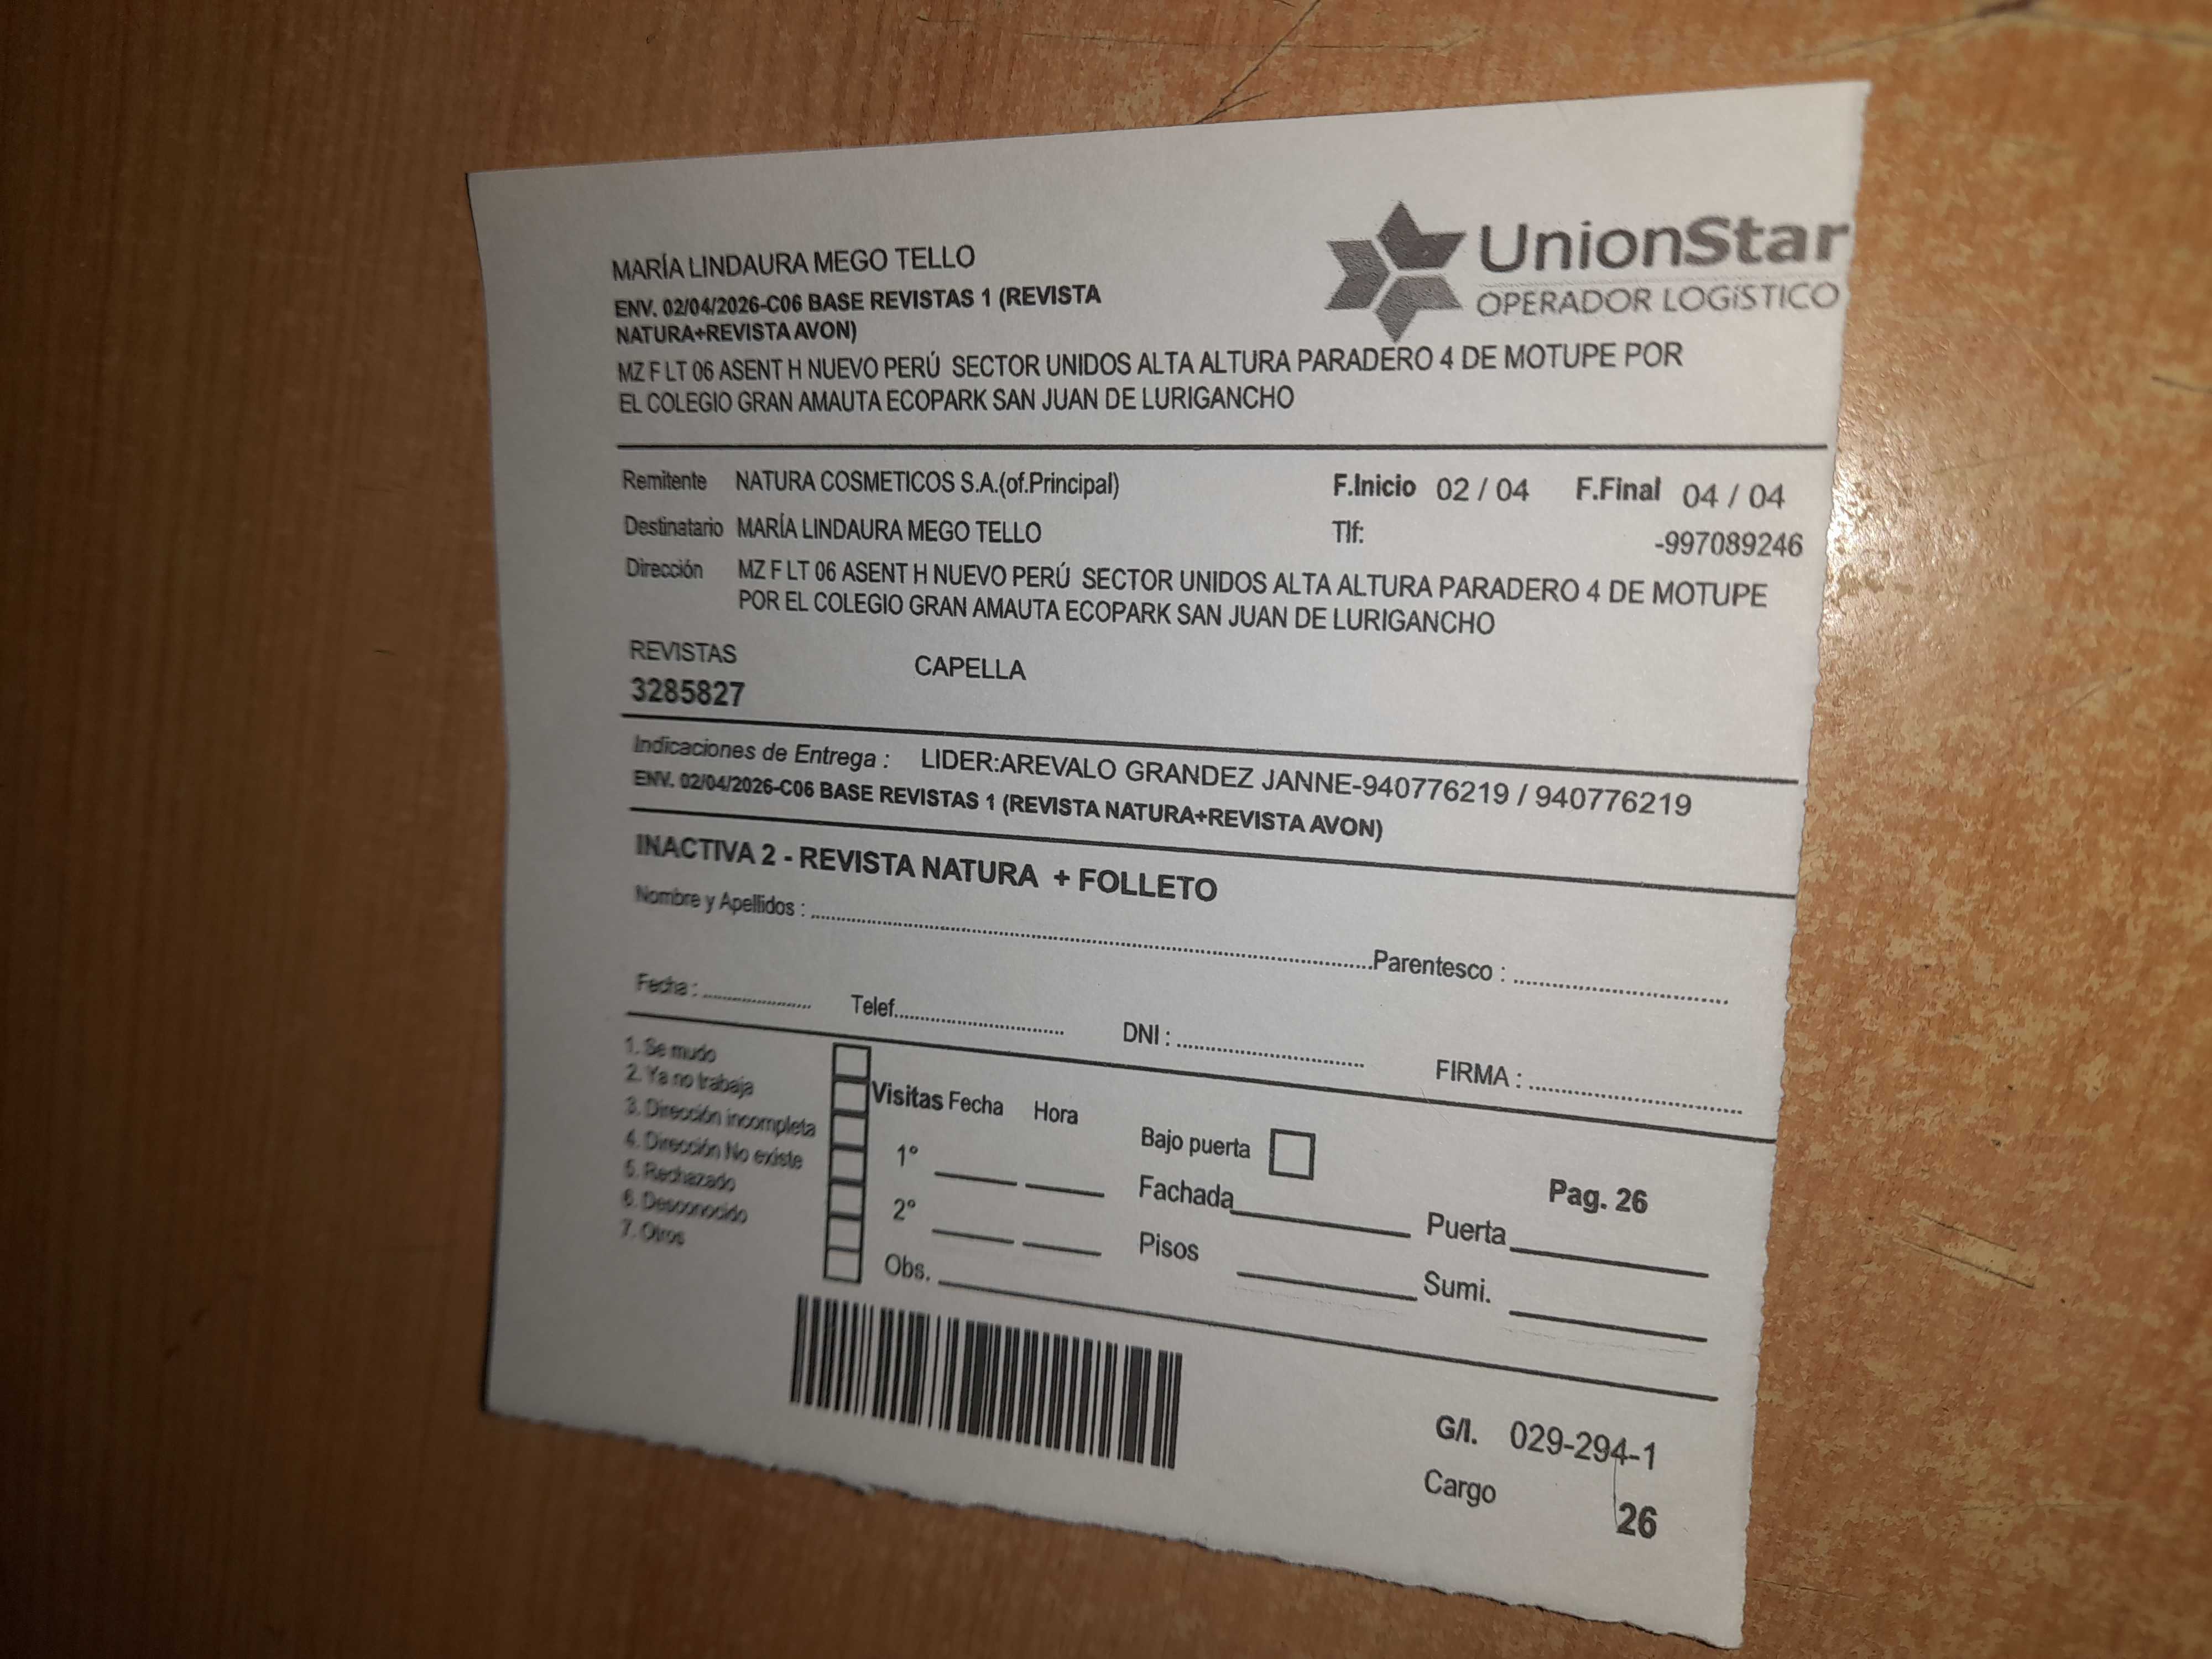 MARÍA LINDAURA MEGO TELLO
UnionStar
OPERADOR LOGíSTICO
ENV. 02/04/2026-C06 BASE REVISTAS 1 (REVISTA
NATURA+REVISTA AVON)
MZ F LT 06 ASENT H NUEVO PERÚ SECTOR UNIDOS ALTA ALTURA PARADERO 4 DE MOTUPE POR
EL COLEGIO GRAN AMAUTA ECOPARK SAN JUAN DE LURIGANCHO
Remitente NATURA COSMETICOS S.A.(of.Principal) F.Inicio 02 / 04 F.Final 04 / 04
Destinatario MARÍA LINDAURA MEGO TELLO Tlf: -997089246
Dirección MZ F LT 06 ASENT H NUEVO PERÚ SECTOR UNIDOS ALTA ALTURA PARADERO 4 DE MOTUPE
POR EL COLEGIO GRAN AMAUTA ECOPARK SAN JUAN DE LURIGANCHO
REVISTAS CAPELLA
3285827
Indicaciones de Entrega : LIDER:AREVALO GRANDEZ JANNE-940776219 / 940776219
ENV. 02/04/2026-C06 BASE REVISTAS 1 (REVISTA NATURA+REVISTA AVON)
INACTIVA 2 - REVISTA NATURA + FOLLETO
Nombre y Apellidos : Parentesco :
Fecha : Telef. DNI : FIRMA :
1. Se mudo
2. Ya no trabaja
3. Dirección incompleta
4. Dirección No existe
5. Rechazado
6. Desconocido
7. Otros
Visitas Fecha Hora
1°
2°
Obs.
Bajo puerta
Fachada Puerta
Pisos Sumi.
Pag. 26
G/I. 029-294-1
Cargo 26